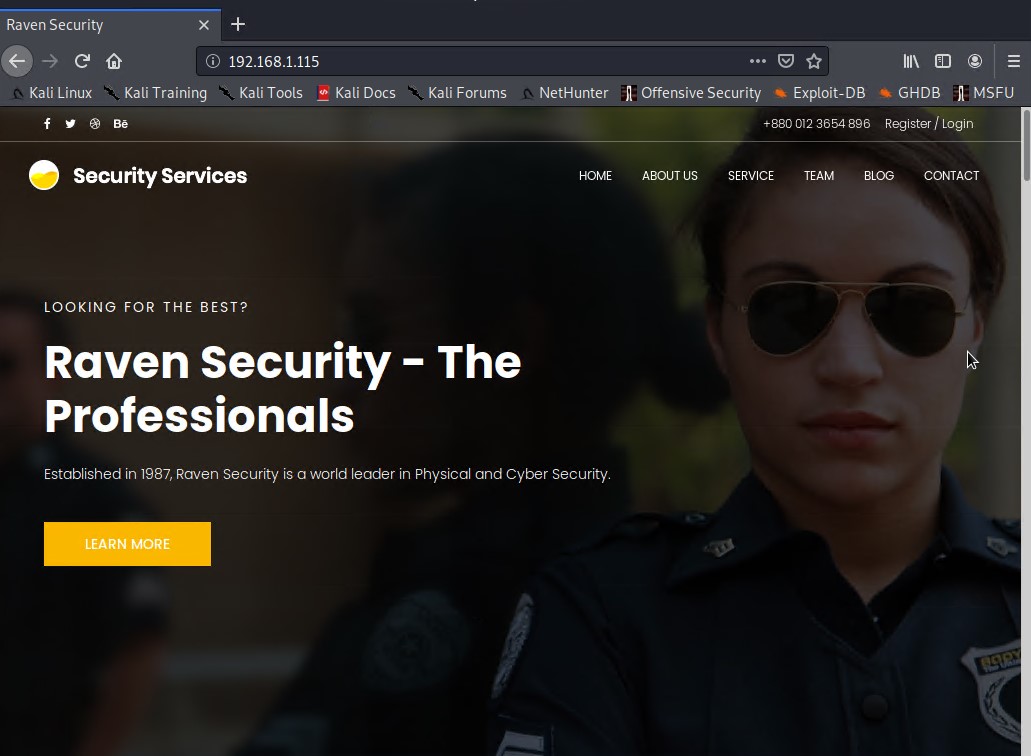 Raven Security
192.168.1.115
Kali Linux Kali Training Kali Tools Kali Docs Kali Forums NetHunter Offensive Security Exploit-DB GHDB MSFU
f Bē +880 012 3654 896 Register / Login
Security Services HOME ABOUT US SERVICE TEAM BLOG CONTACT
LOOKING FOR THE BEST?
Raven Security - The
Professionals
Established in 1987, Raven Security is a world leader in Physical and Cyber Security.
LEARN MORE